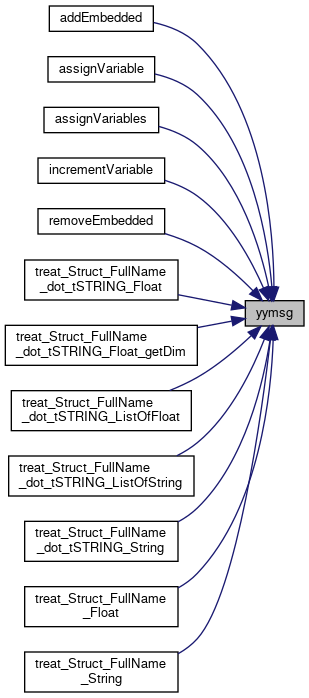 addEmbedded
assignVariable
assignVariables
incrementVariable
removeEmbedded
treat_Struct_FullName
_dot_tSTRING_Float
yymsg
treat_Struct_FullName
_dot_tSTRING_Float_getDim
treat_Struct_FullName
_dot_tSTRING_ListOfFloat
treat_Struct_FullName
_dot_tSTRING_ListOfString
treat_Struct_FullName
_dot_tSTRING_String
treat_Struct_FullName
_Float
treat_Struct_FullName
_String